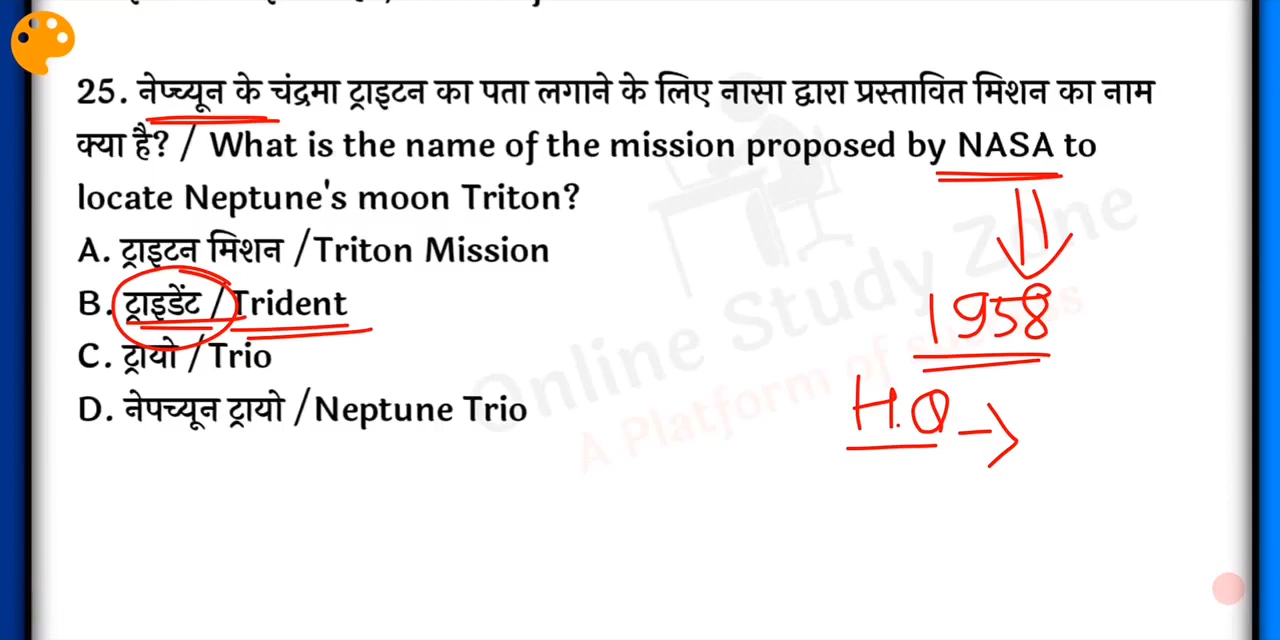 25. नेप्च्यून के चंद्रमा ट्राइटन का पता लगाने के लिए नासा द्वारा प्रस्तावित मिशन का नाम
क्या है? / What is the name of the mission proposed by NASA to
locate Neptune's moon Triton?
A. ट्राइटन मिशन /Triton Mission
B. ट्राइडेंट /Trident
C. ट्रायो /Trio
D. नेपच्यून ट्रायो /Neptune Trio
1958
H.Q →
Online Study Zone
A Platform of